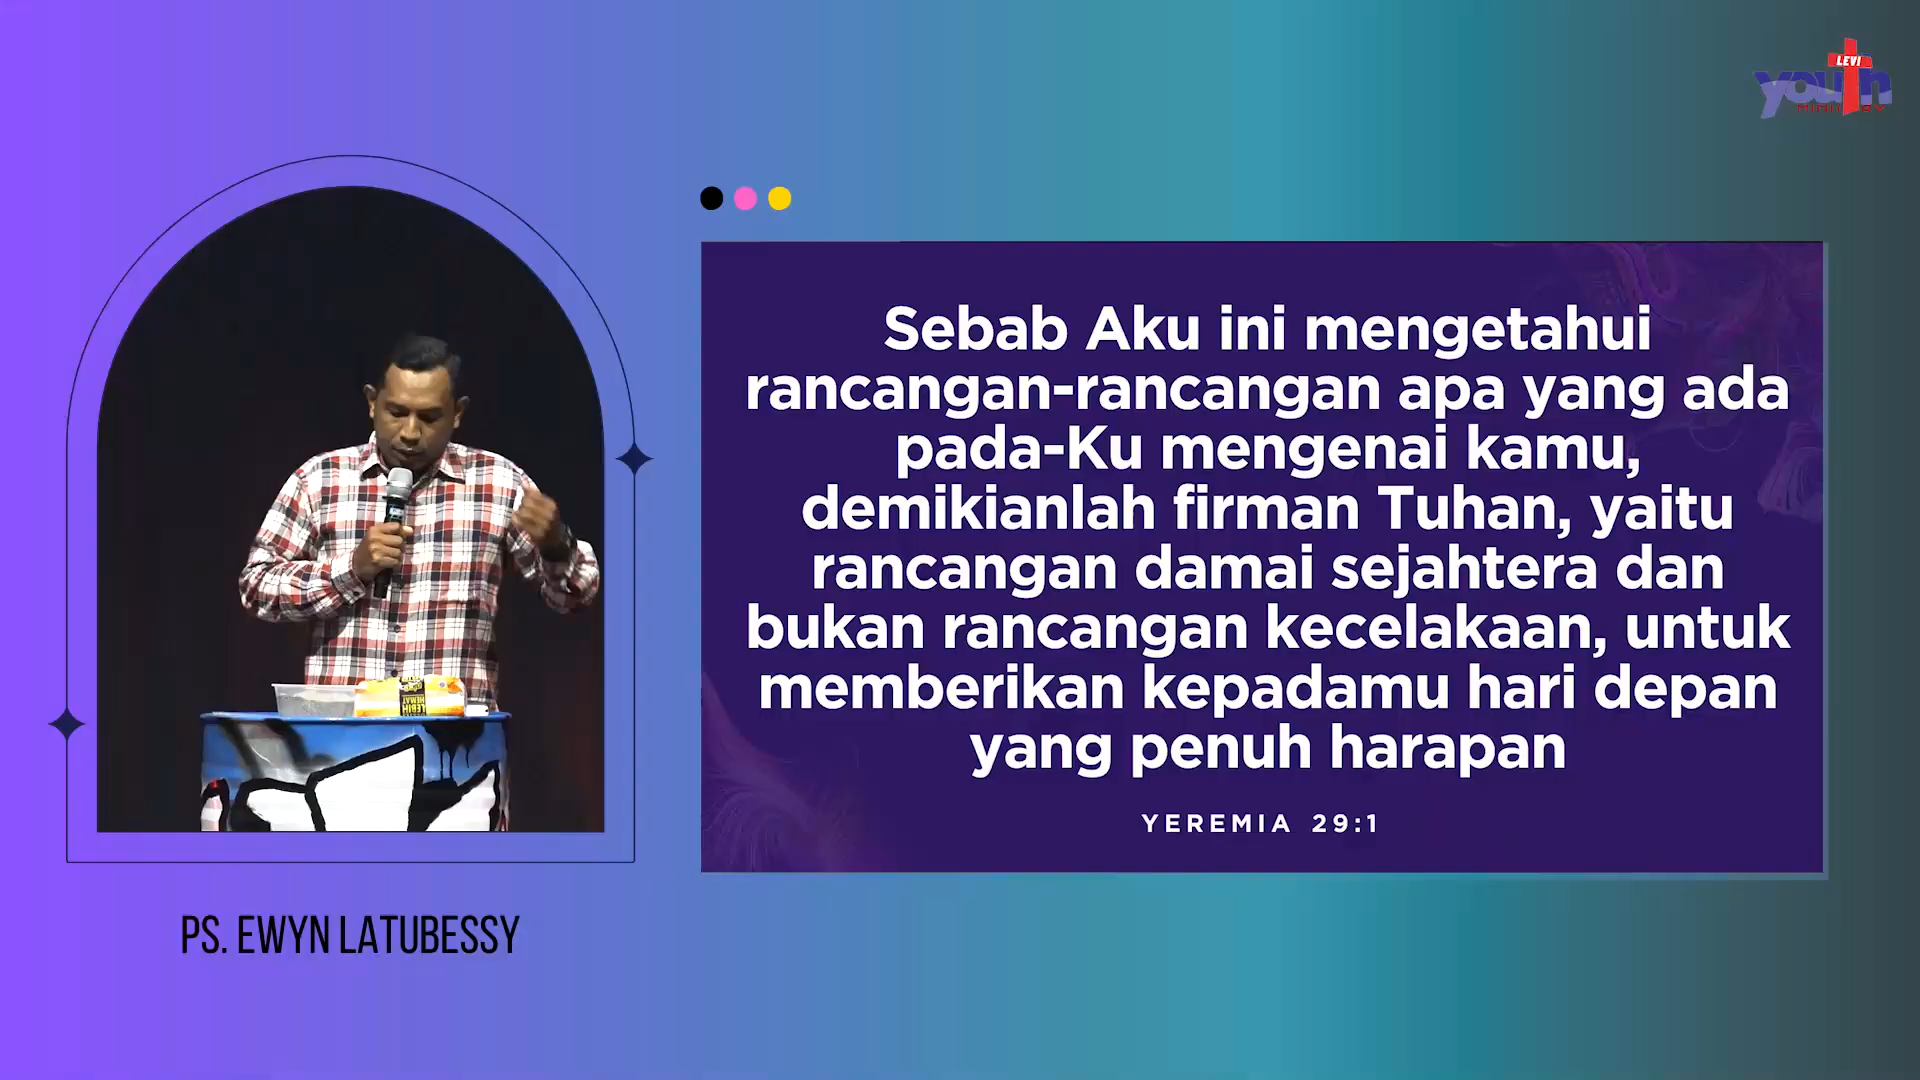 LEVI
youth
Sebab Aku ini mengetahui
rancangan-rancangan apa yang ada
pada-Ku mengenai kamu,
demikianlah firman Tuhan, yaitu
rancangan damai sejahtera dan
bukan rancangan kecelakaan, untuk
memberikan kepadamu hari depan
yang penuh harapan
YEREMIA 29:1
LEBIH
HEMAT
PS. EWYN LATUBESSY